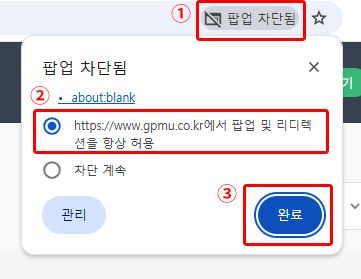 ① 팝업 차단됨
팝업 차단됨
② • about:blank
https://www.gpmu.co.kr에서 팝업 및 리디렉
션을 항상 허용
차단 계속
③
관리 완료
기